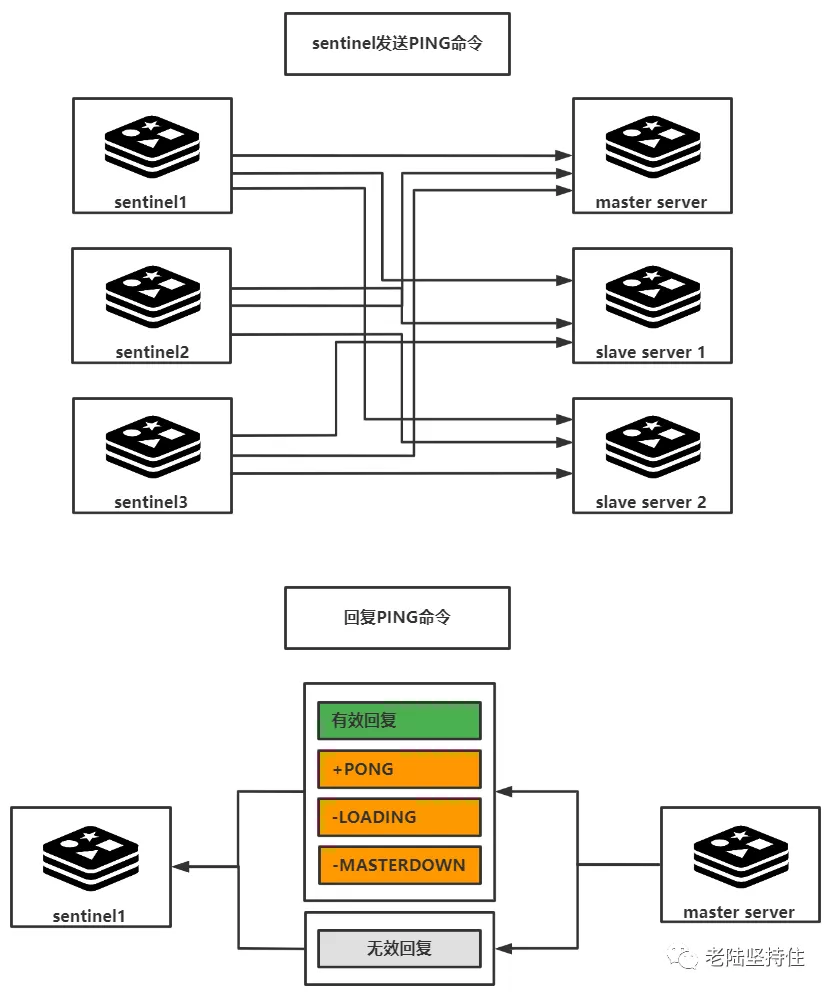 sentinel发送PING命令
sentinel1
master server
sentinel2
slave server 1
sentinel3
slave server 2
回复PING命令
有效回复
+PONG
-LOADING
-MASTERDOWN
sentinel1
master server
无效回复
老陆坚持住